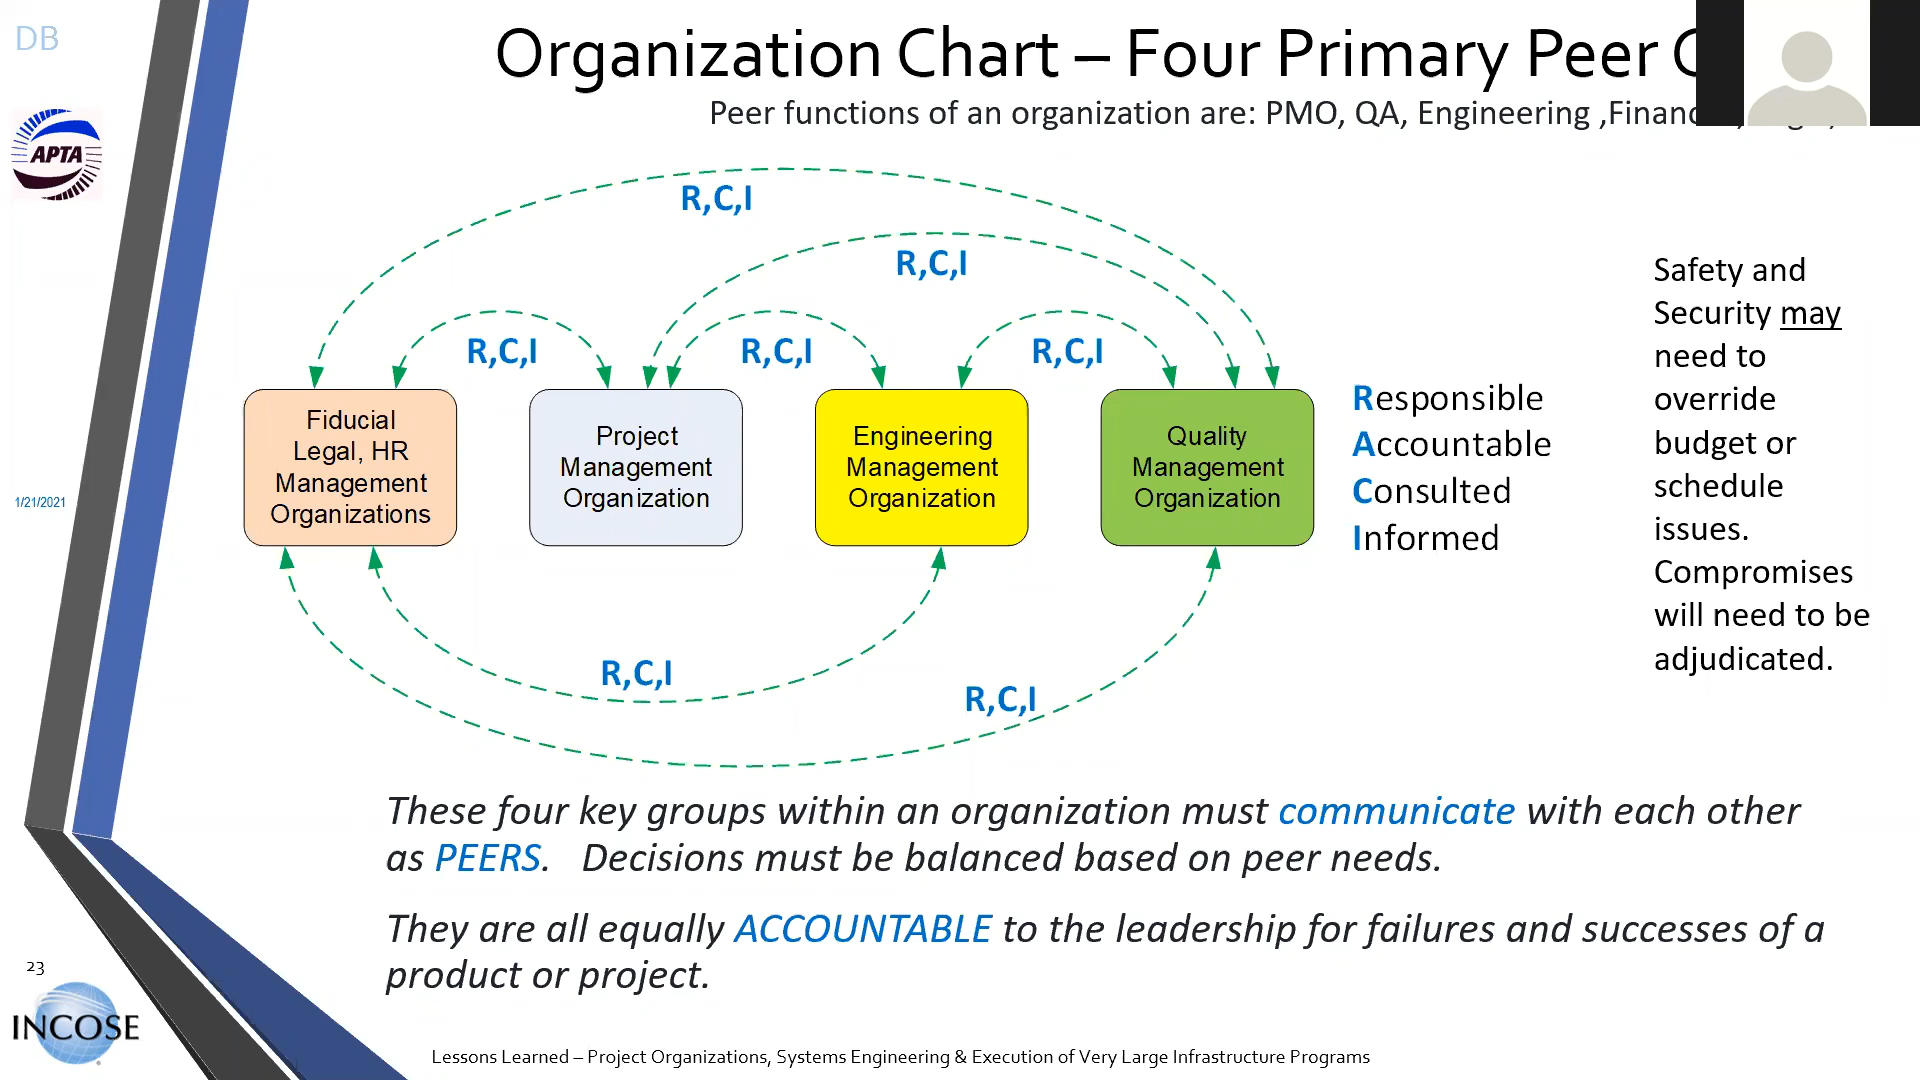 DB
Organization Chart – Four Primary Peer
Peer functions of an organization are: PMO, QA, Engineering ,
APTA
R,C,I
R,C,I
R,C,I
R,C,I
R,C,I
Fiducial
Legal, HR
Management
Organizations
Project
Management
Organization
Engineering
Management
Organization
Quality
Management
Organization
Responsible
Accountable
Consulted
Informed
Safety and
Security may
need to
override
budget or
schedule
issues.
Compromises
will need to be
adjudicated.
1/21/2021
R,C,I
R,C,I
These four key groups within an organization must communicate with each other
as PEERS. Decisions must be balanced based on peer needs.
They are all equally ACCOUNTABLE to the leadership for failures and successes of a
product or project.
23
INCOSE
Lessons Learned – Project Organizations, Systems Engineering & Execution of Very Large Infrastructure Programs